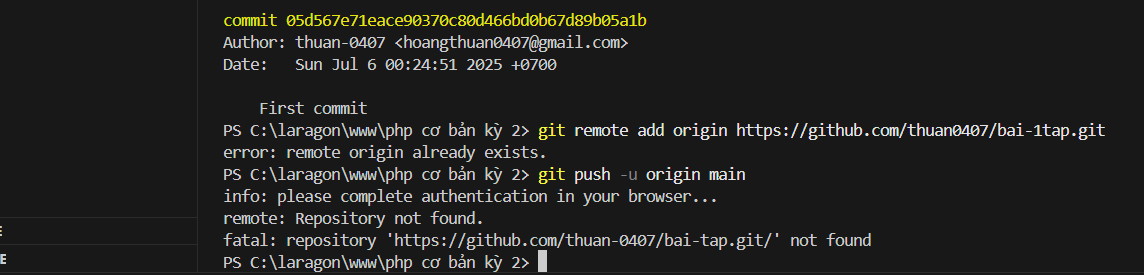 commit 05d567e71eace90370c80d466bd0b67d89b05a1b
Author: thuan-0407 <hoangthuan0407@gmail.com>
Date:   Sun Jul 6 00:24:51 2025 +0700
    First commit
PS C:\laragon\www\php cơ bản kỳ 2> git remote add origin https://github.com/thuan0407/bai-1tap.git
error: remote origin already exists.
PS C:\laragon\www\php cơ bản kỳ 2> git push -u origin main
info: please complete authentication in your browser...
remote: Repository not found.
fatal: repository 'https://github.com/thuan-0407/bai-tap.git/' not found
PS C:\laragon\www\php cơ bản kỳ 2>